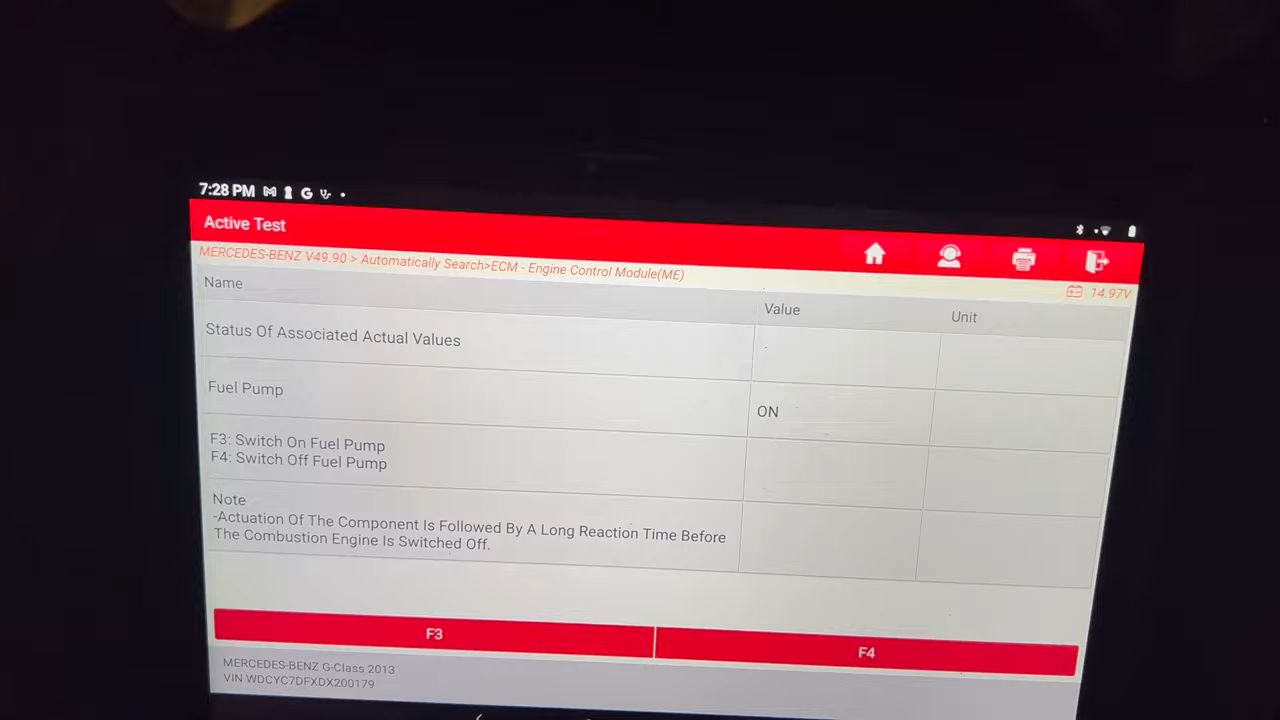 7:28 PM
Active Test
MERCEDES-BENZ V49.90 > Automatically Search>ECM - Engine Control Module(ME)
14.97V
Name
Value
Unit
Status Of Associated Actual Values
Fuel Pump
ON
F3: Switch On Fuel Pump
F4: Switch Off Fuel Pump
Note
-Actuation Of The Component Is Followed By A Long Reaction Time Before
The Combustion Engine Is Switched Off.
F3
F4
MERCEDES-BENZ G-Class 2013
VIN WDCYC7DFXDX200179